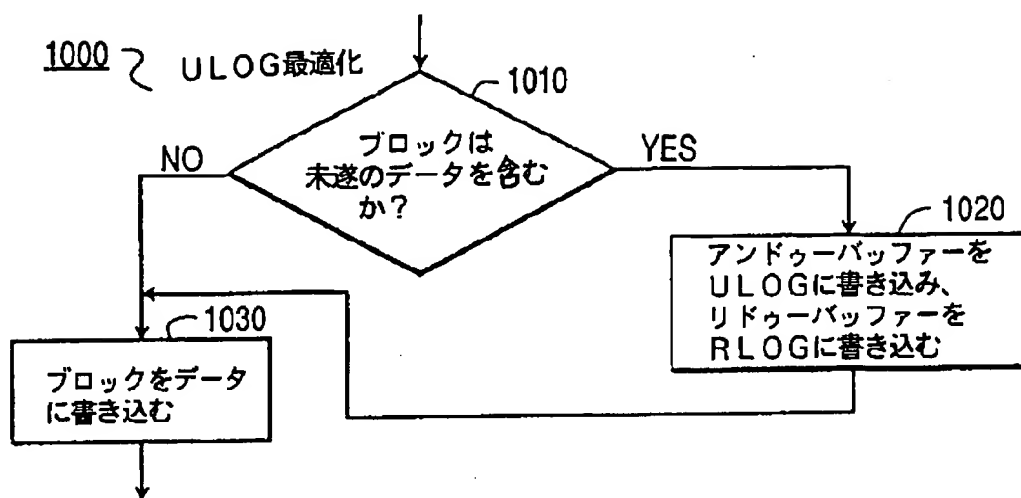 1000
ULOG最適化
1010
ブロックは
未遂のデータを含む
か?
NO
YES
1020
アンドゥーバッファーを
ULOGに書き込み、
リドゥーバッファーを
RLOGに書き込む
1030
ブロックをデータ
に書き込む